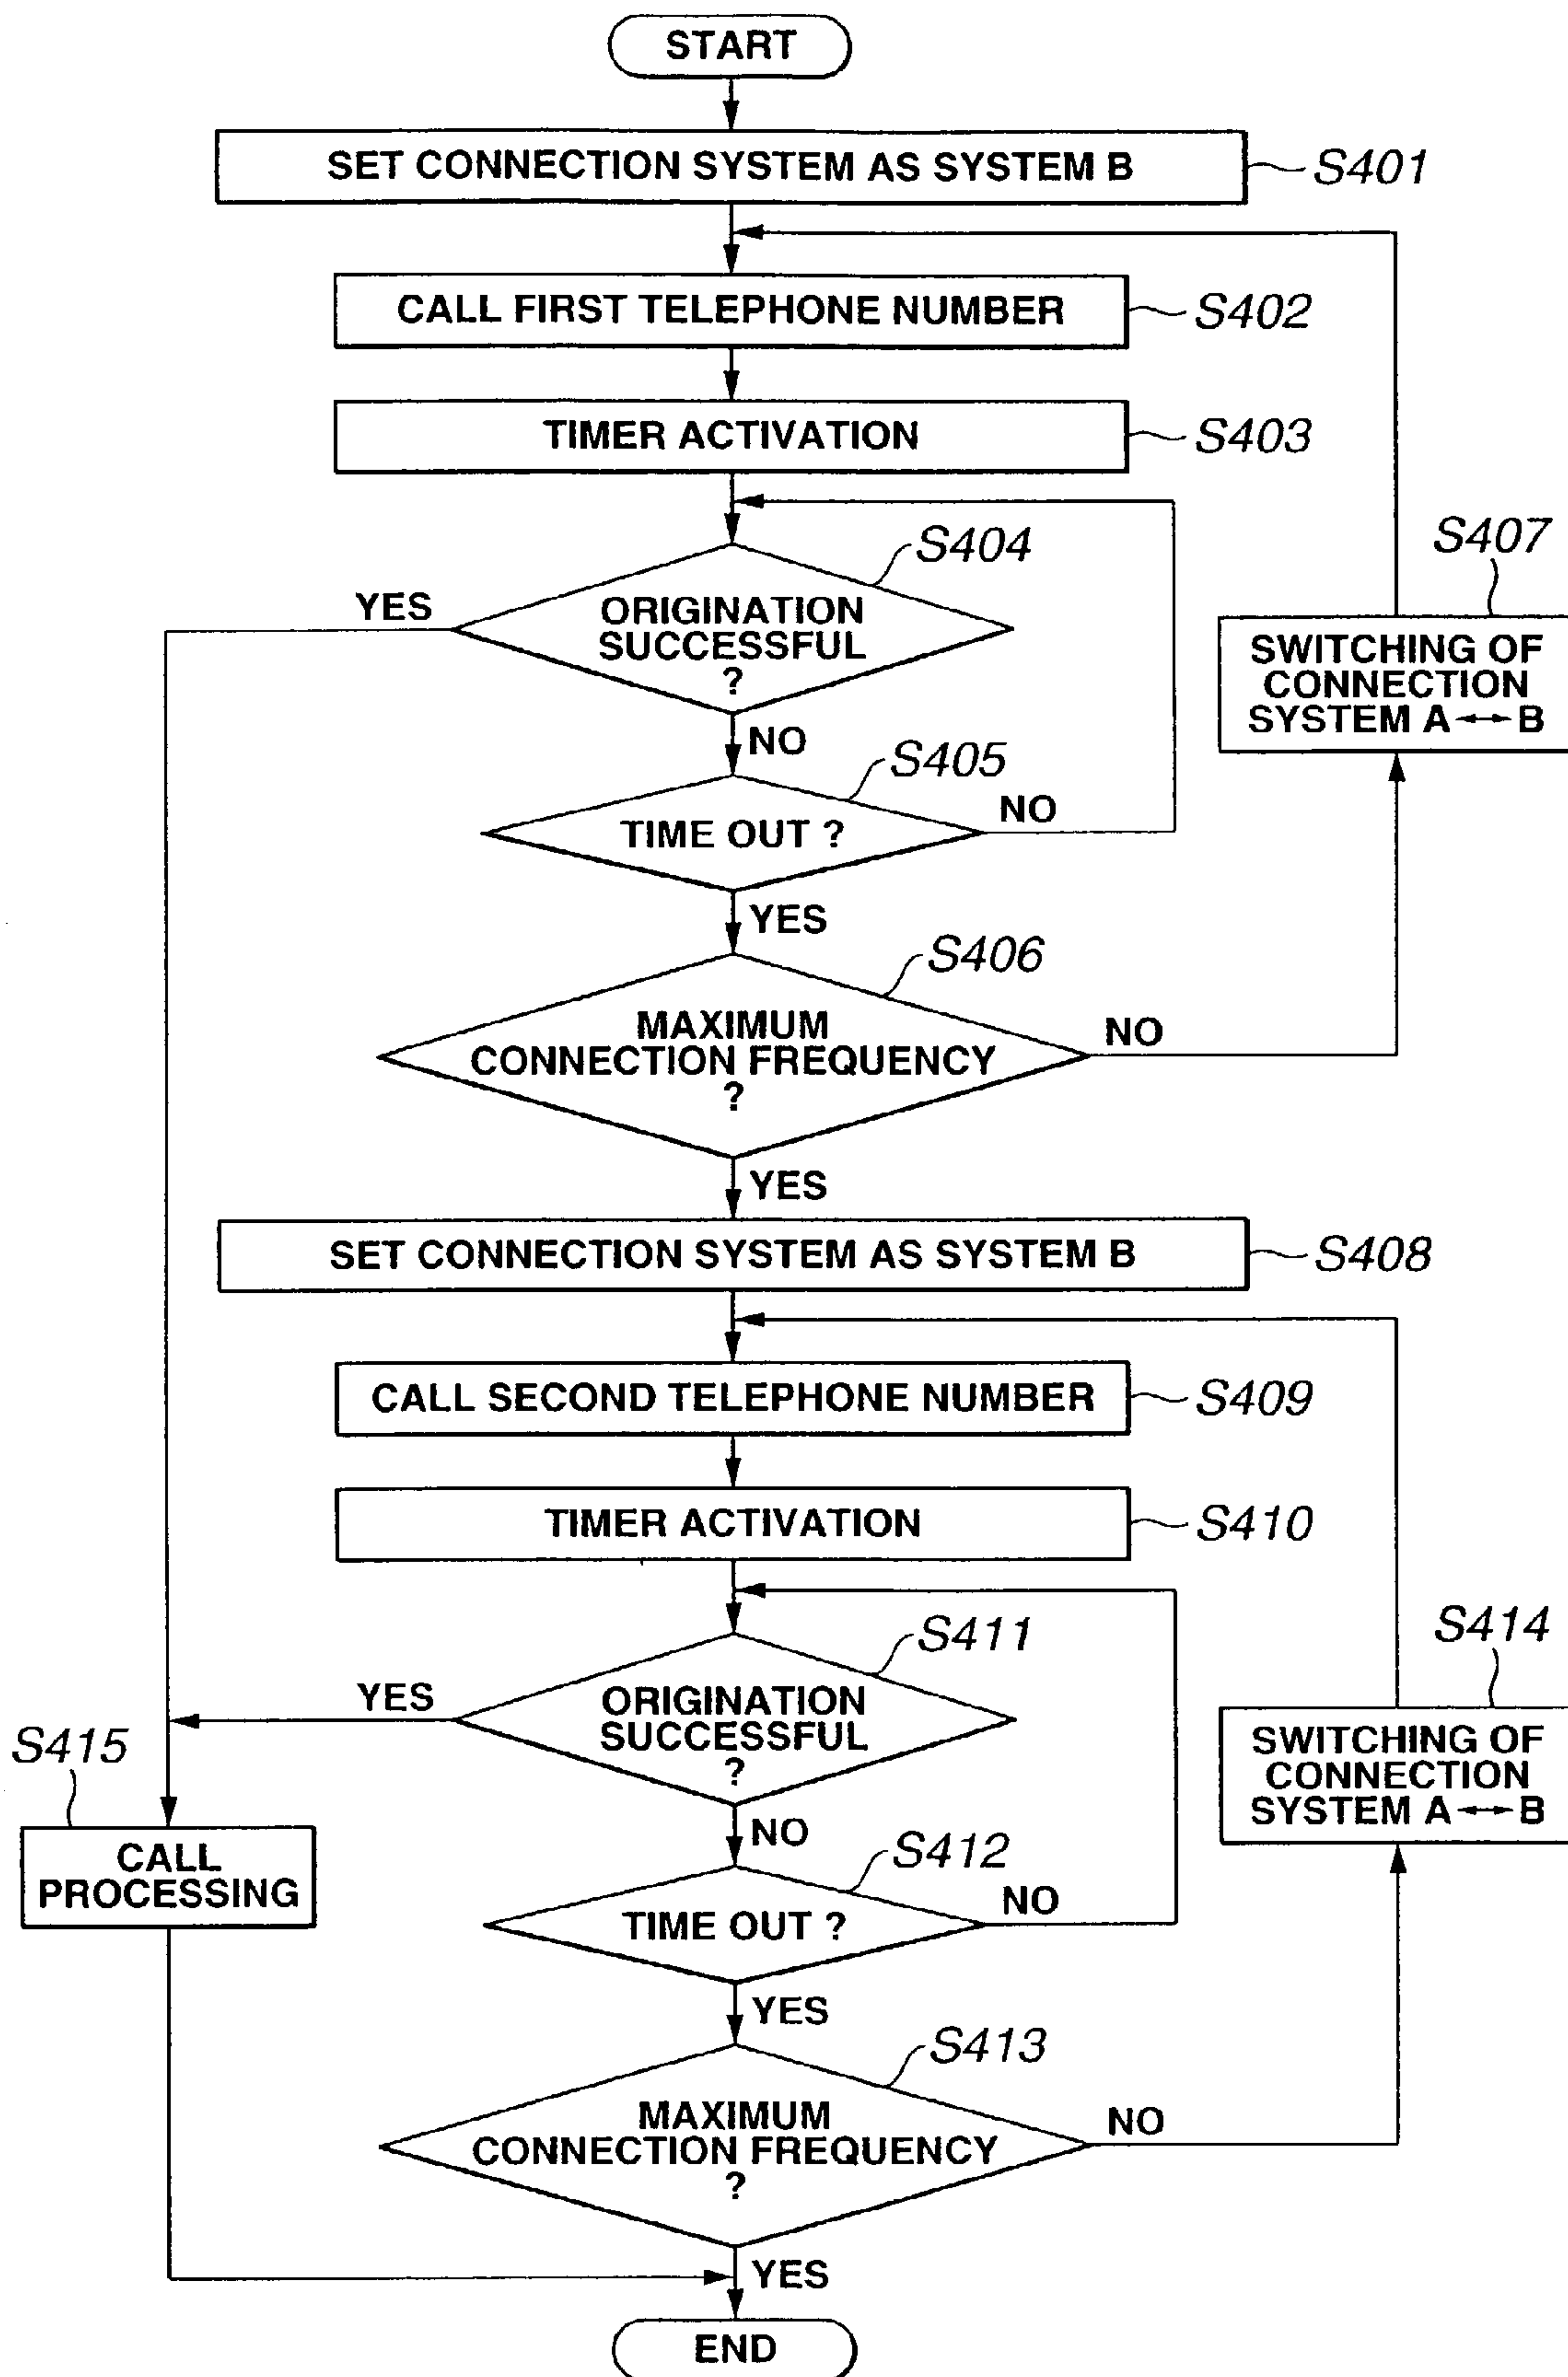 START
SET CONNECTION SYSTEM AS SYSTEM B
S401
CALL FIRST TELEPHONE NUMBER
S402
TIMER ACTIVATION
S403
S404
YES
ORIGINATION
SUCCESSFUL
?
S407
SWITCHING OF
CONNECTION
SYSTEM A↔B
NO
S405
TIME OUT ?
NO
YES
S406
MAXIMUM
CONNECTION FREQUENCY
?
NO
YES
SET CONNECTION SYSTEM AS SYSTEM B
S408
CALL SECOND TELEPHONE NUMBER
S409
TIMER ACTIVATION
S410
S411
YES
ORIGINATION
SUCCESSFUL
?
S414
SWITCHING OF
CONNECTION
SYSTEM A↔B
S415
CALL
PROCESSING
NO
S412
TIME OUT ?
NO
YES
S413
MAXIMUM
CONNECTION FREQUENCY
?
NO
YES
END